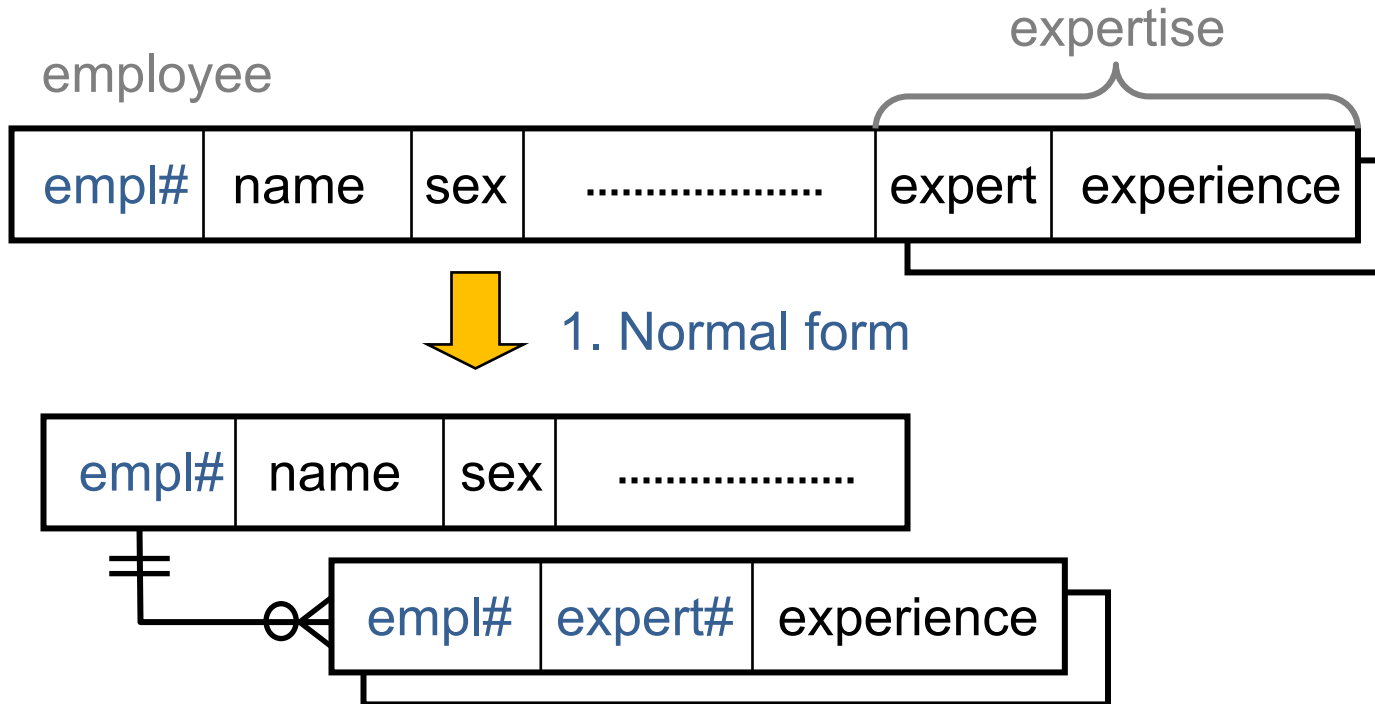 expertise
employee
empl# name sex .................... expert experience
1. Normal form
empl# name sex ....................
empl# expert# experience